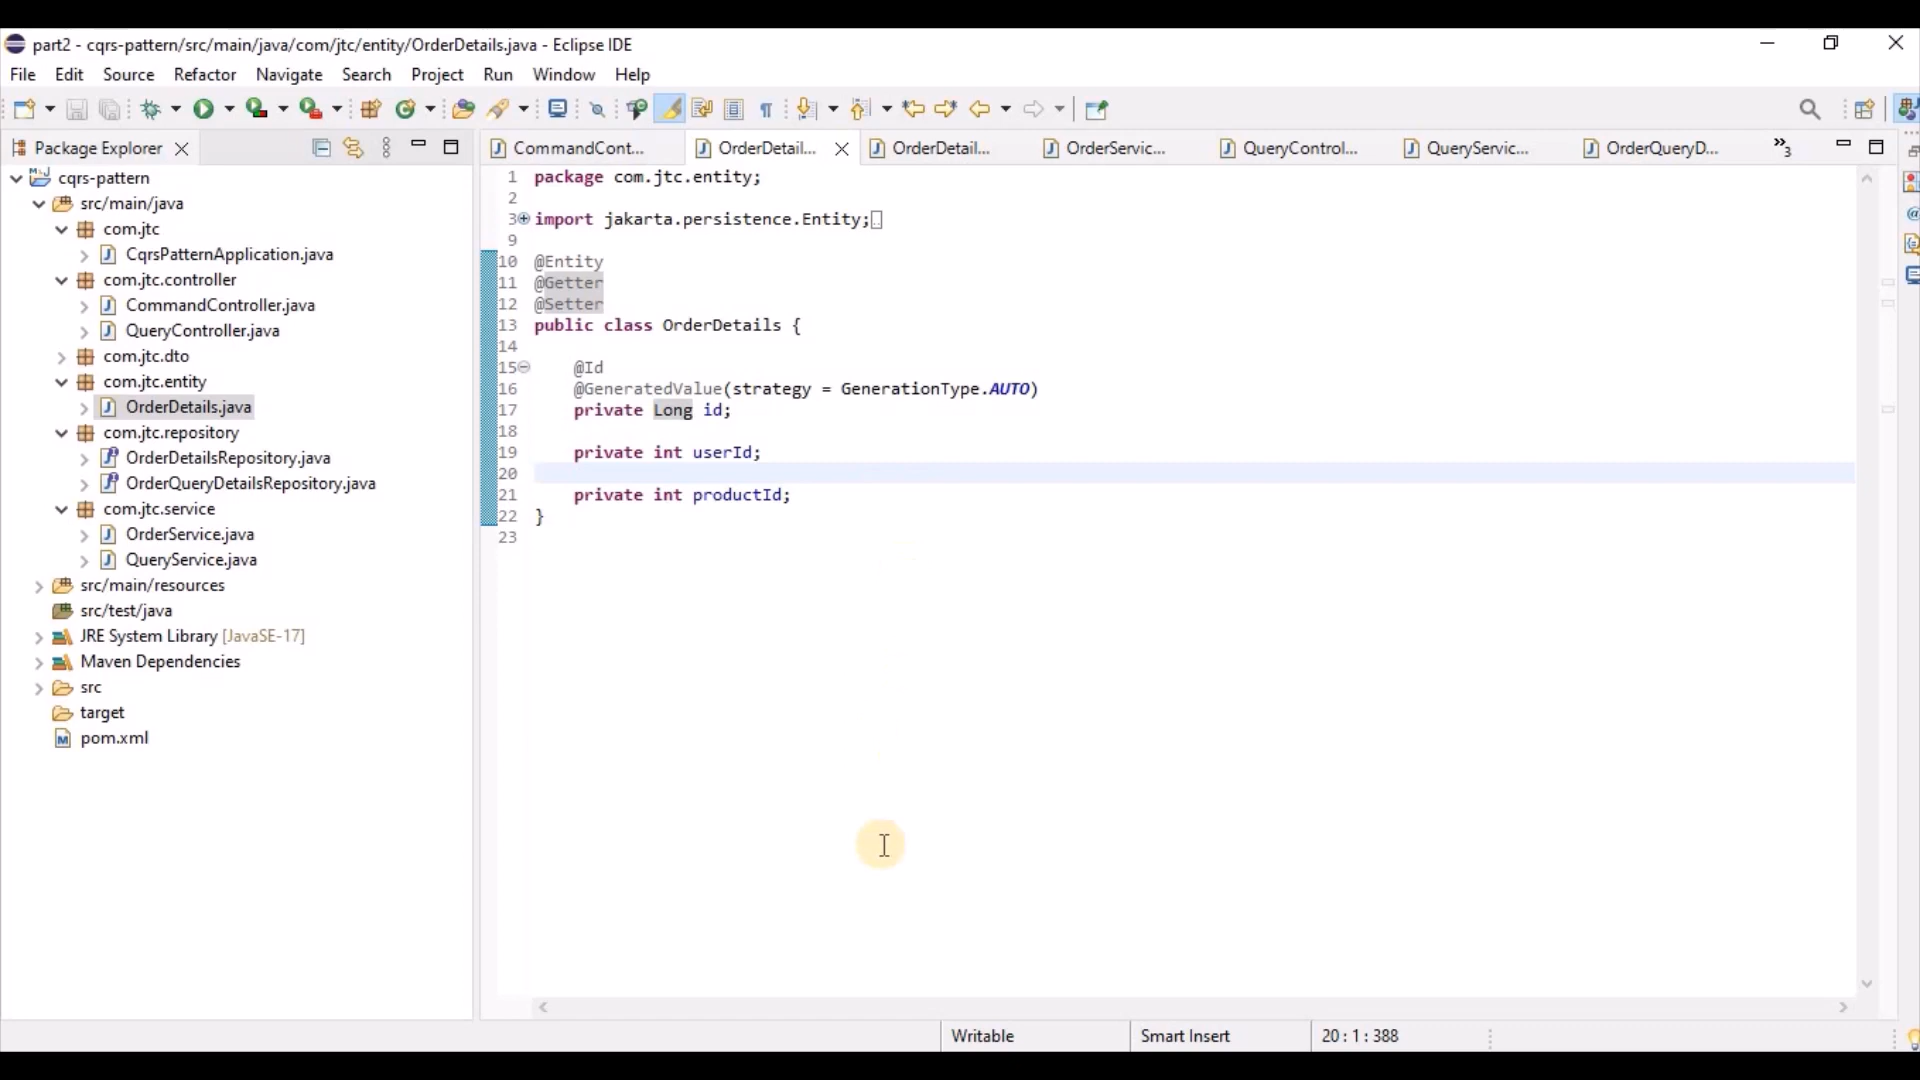 part2 - cqrs-pattern/src/main/java/com/jtc/entity/OrderDetails.java - Eclipse IDE
File Edit Source Refactor Navigate Search Project Run Window Help
Package Explorer
cqrs-pattern
src/main/java
com.jtc
CqrsPatternApplication.java
com.jtc.controller
CommandController.java
QueryController.java
com.jtc.dto
com.jtc.entity
OrderDetails.java
com.jtc.repository
OrderDetailsRepository.java
OrderQueryDetailsRepository.java
com.jtc.service
OrderService.java
QueryService.java
src/main/resources
src/test/java
JRE System Library [JavaSE-17]
Maven Dependencies
src
target
pom.xml
CommandCont... OrderDetail... OrderDetail... OrderServic... QueryControl... QueryServic... OrderQueryD... »3
1 package com.jtc.entity;
2
3 import jakarta.persistence.Entity;
9
10 @Entity
11 @Getter
12 @Setter
13 public class OrderDetails {
14
15 @Id
16 @GeneratedValue(strategy = GenerationType.AUTO)
17 private Long id;
18
19 private int userId;
20
21 private int productId;
22 }
23
Writable Smart Insert 20 : 1 : 388